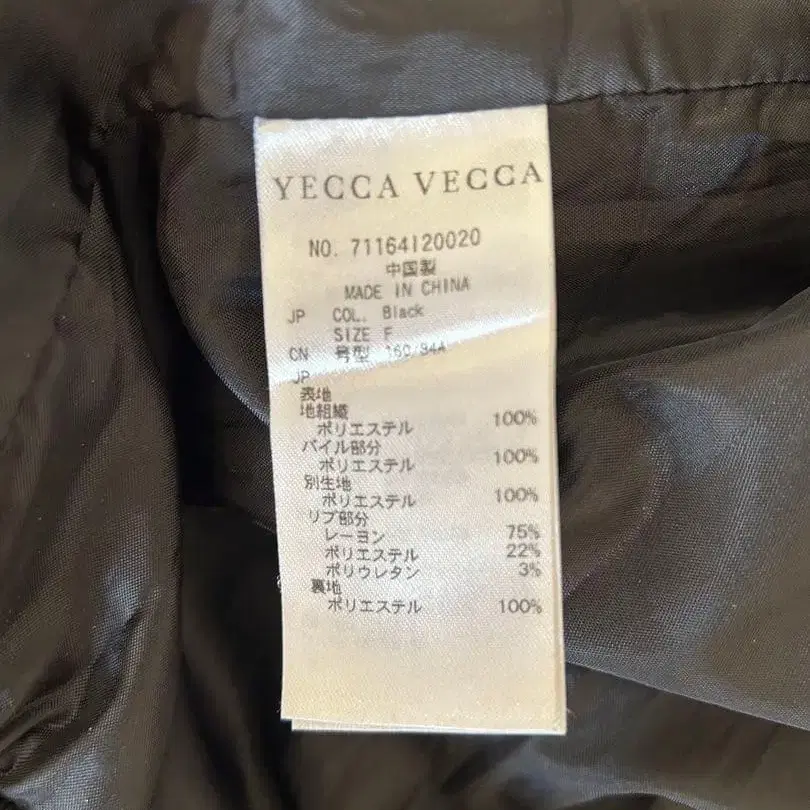 YECCA VECCA
NO. 71164I20020
中国製
MADE IN CHINA
JP COL. Black
SIZE F
CN 号型 160/94A
JP
表地
地組織
ポリエステル 100%
パイル部分
ポリエステル 100%
別生地
ポリエステル 100%
リブ部分
レーヨン 75%
ポリエステル 22%
ポリウレタン 3%
裏地
ポリエステル 100%